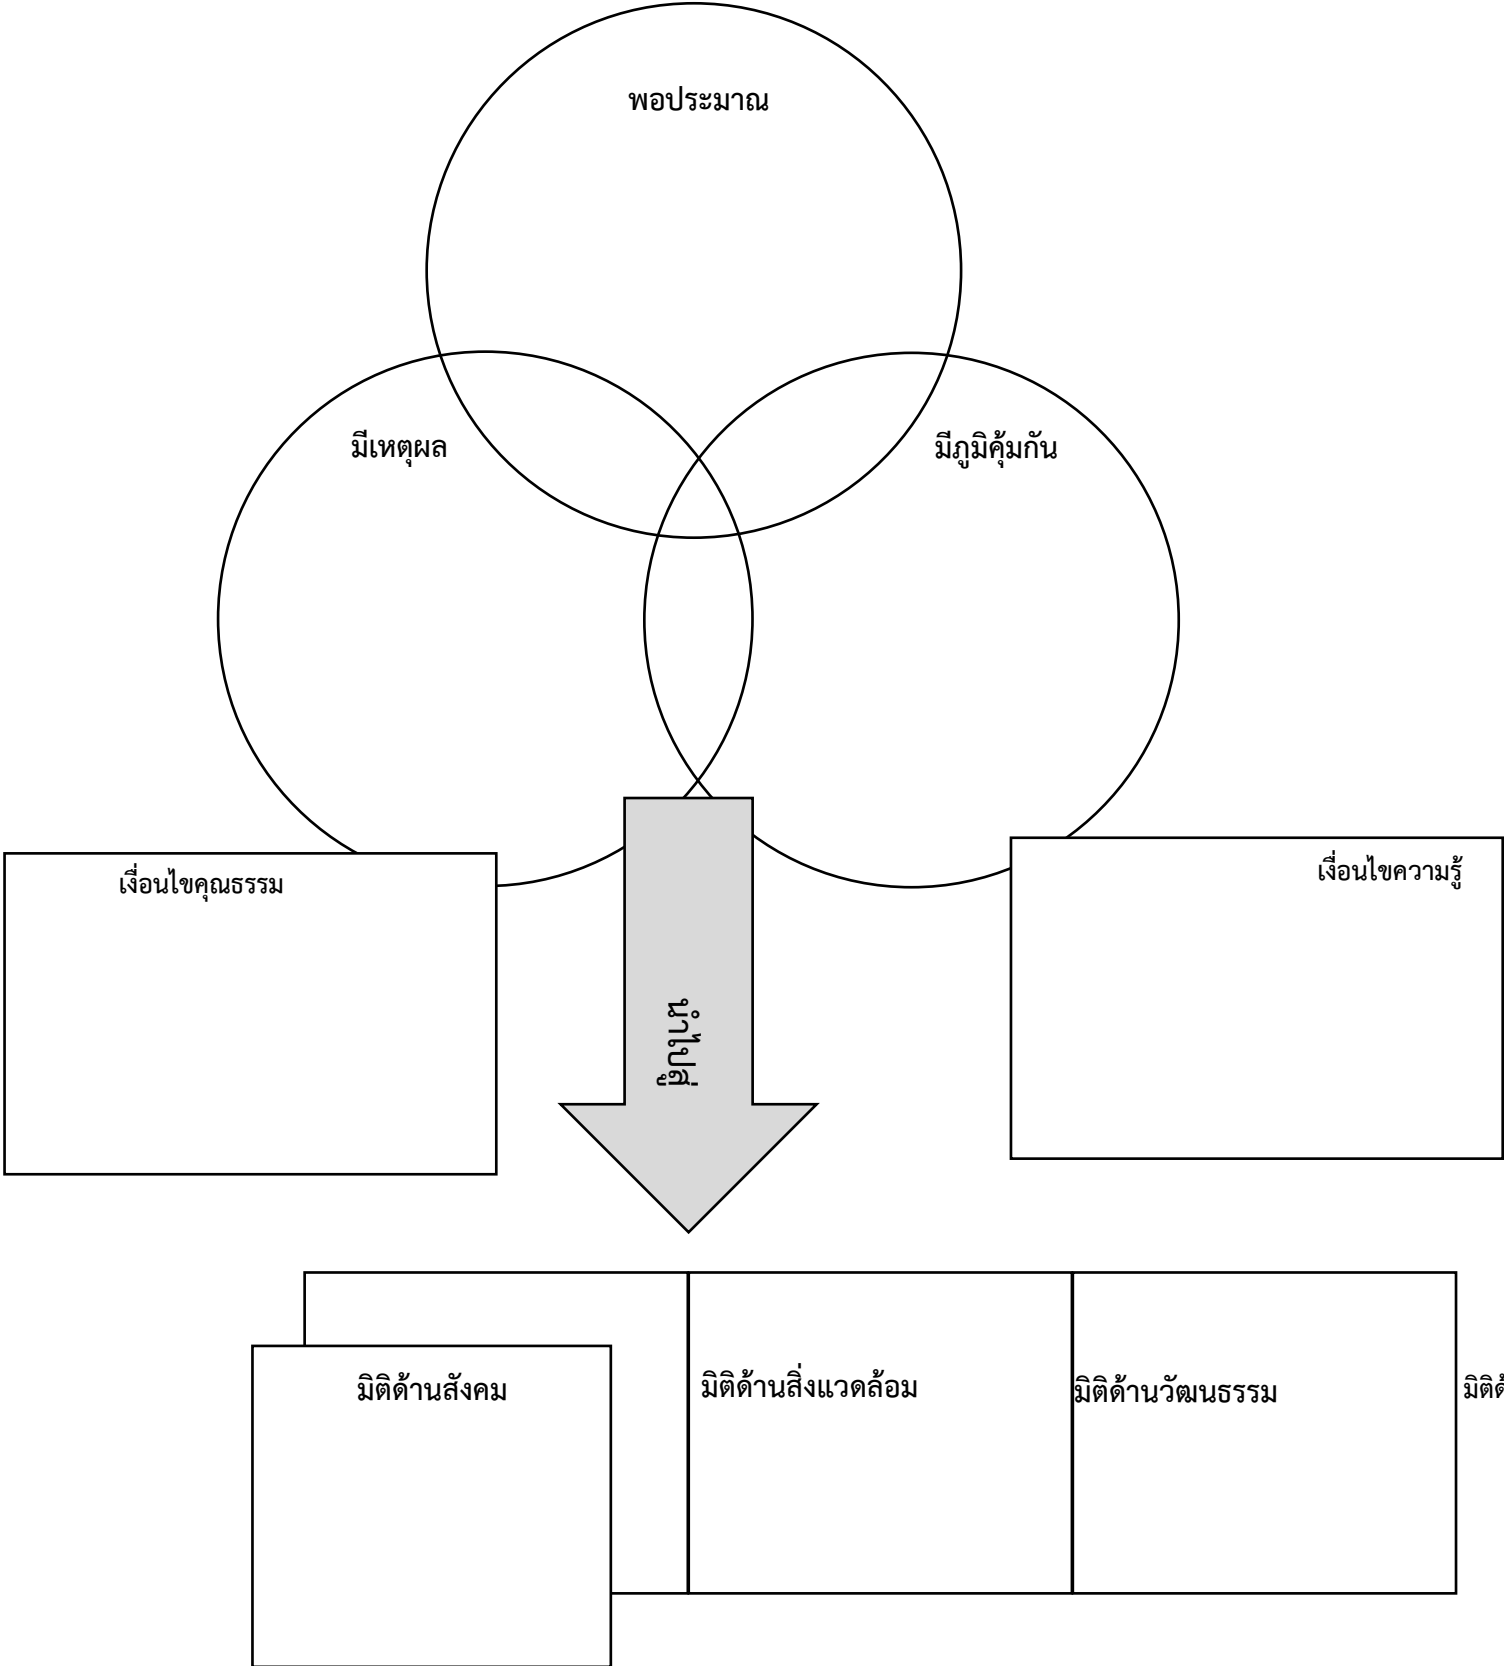 พอประมาณ
มีเหตุผล
มีภูมิคุ้มกัน
เงื่อนไขคุณธรรม
เงื่อนไขความรู้
นำไปสู่
มิติด้านสังคม
มิติด้านสิ่งแวดล้อม
มิติด้านวัฒนธรรม